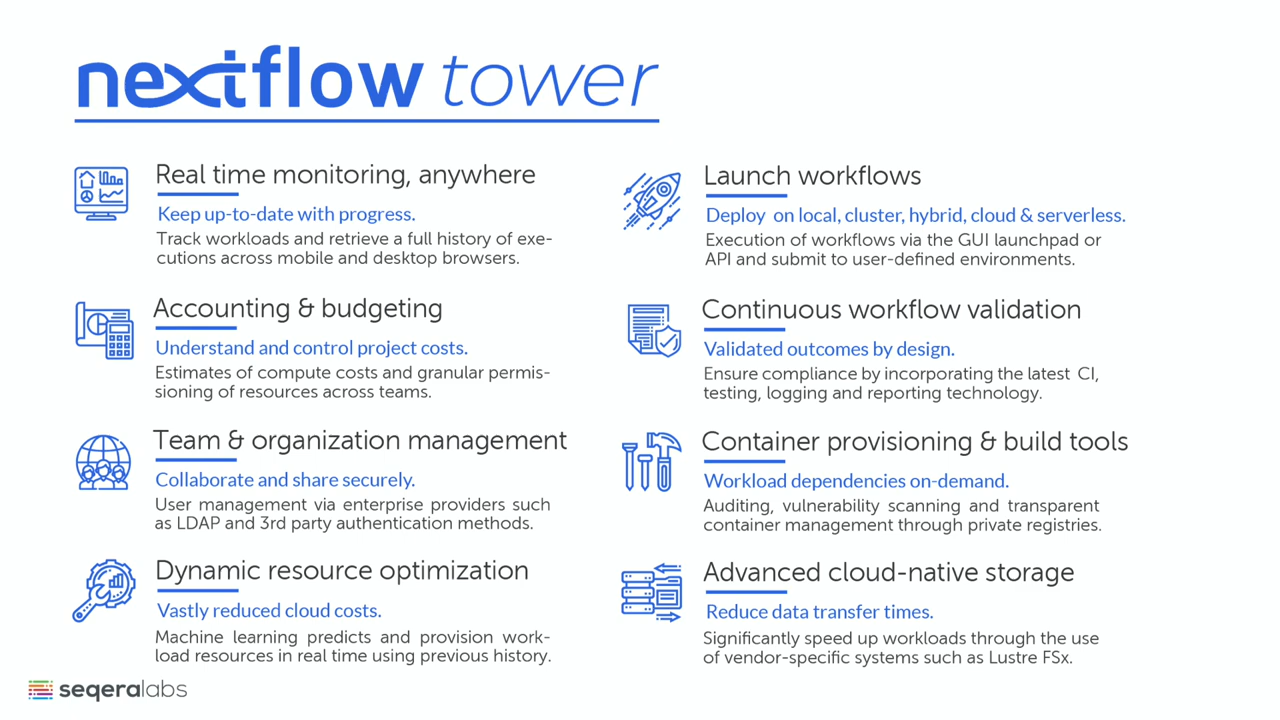 nextflow tower
Real time monitoring, anywhere
Keep up-to-date with progress.
Track workloads and retrieve a full history of exe-
cutions across mobile and desktop browsers.
Accounting & budgeting
Understand and control project costs.
Estimates of compute costs and granular permis-
sioning of resources across teams.
Team & organization management
Collaborate and share securely.
User management via enterprise providers such
as LDAP and 3rd party authentication methods.
Dynamic resource optimization
Vastly reduced cloud costs.
Machine learning predicts and provision work-
load resources in real time using previous history.
Launch workflows
Deploy on local, cluster, hybrid, cloud & serverless.
Execution of workflows via the GUI launchpad or
API and submit to user-defined environments.
Continuous workflow validation
Validated outcomes by design.
Ensure compliance by incorporating the latest CI,
testing, logging and reporting technology.
Container provisioning & build tools
Workload dependencies on-demand.
Auditing, vulnerability scanning and transparent
container management through private registries.
Advanced cloud-native storage
Reduce data transfer times.
Significantly speed up workloads through the use
of vendor-specific systems such as Lustre FSx.
seqeralabs